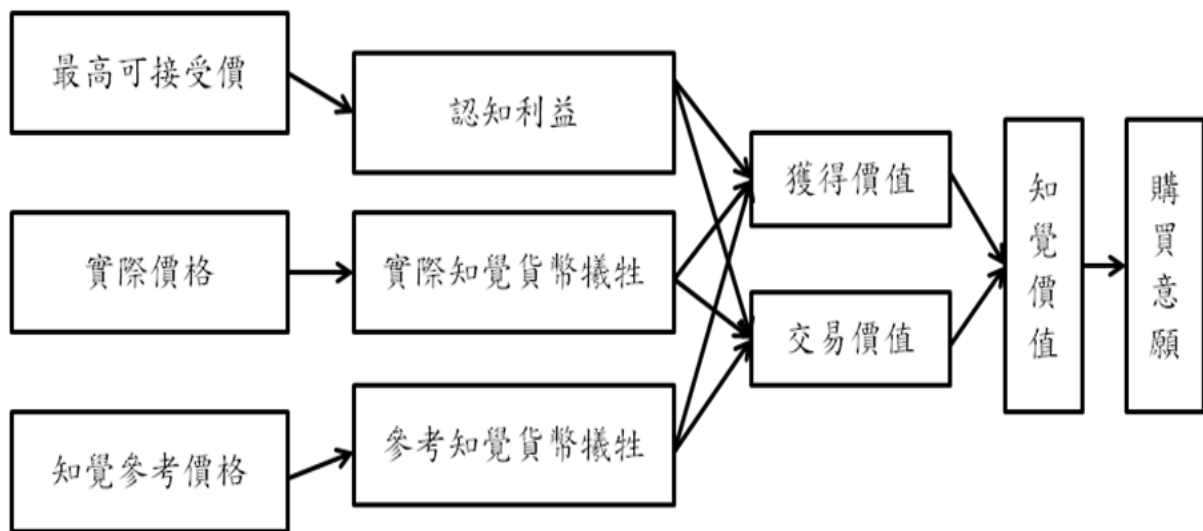 最高可接受價
認知利益
獲得價值
知覺價值
購買意願
實際價格
實際知覺貨幣犧牲
交易價值
知覺參考價格
參考知覺貨幣犧牲